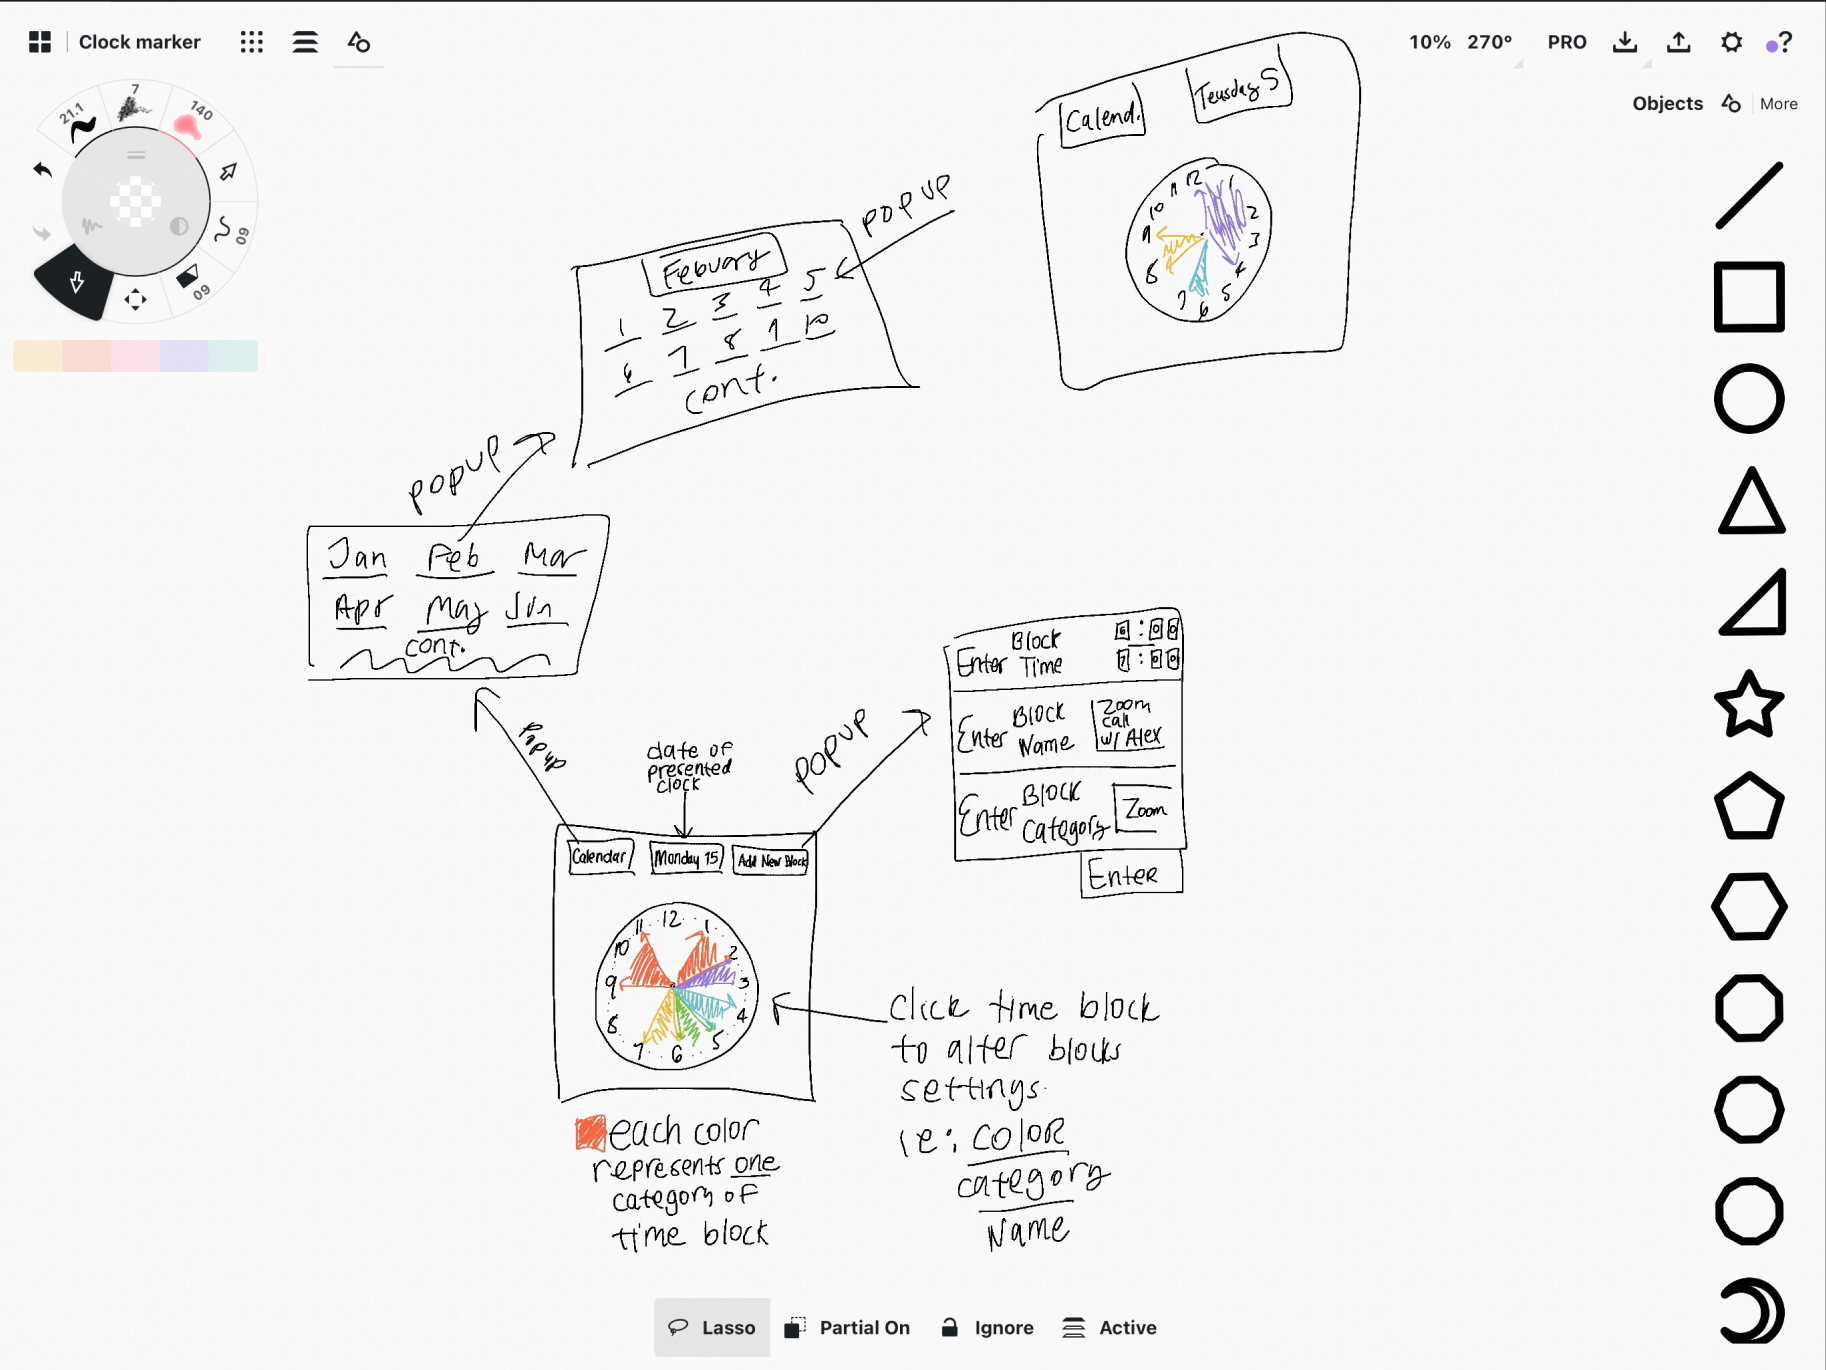 Clock marker
10% 270° PRO ?
Objects More
21.1
7
140
60
60
Calend.
Teusday 5
12
1
2
3
4
5
6
7
8
9
10
11
popup
Febuary
1 2 3 4 5
6 7 8 9 10
cont.
popup
Jan Feb Mar
Apr May Jun
cont.
popup
date of
presented
clock
popup
Enter Block Time
6:00
7:00
Enter Block Name
Zoom
call
w/ Alex
Enter Block Category
Zoom
Enter
Calendar Monday 15 Add New Block
12
1
2
3
4
5
6
7
8
9
10
11
Click time block
to alter blocks
settings.
ie: COLOR
category
Name
each color
represents one
category of
time block
Lasso Partial On Ignore Active